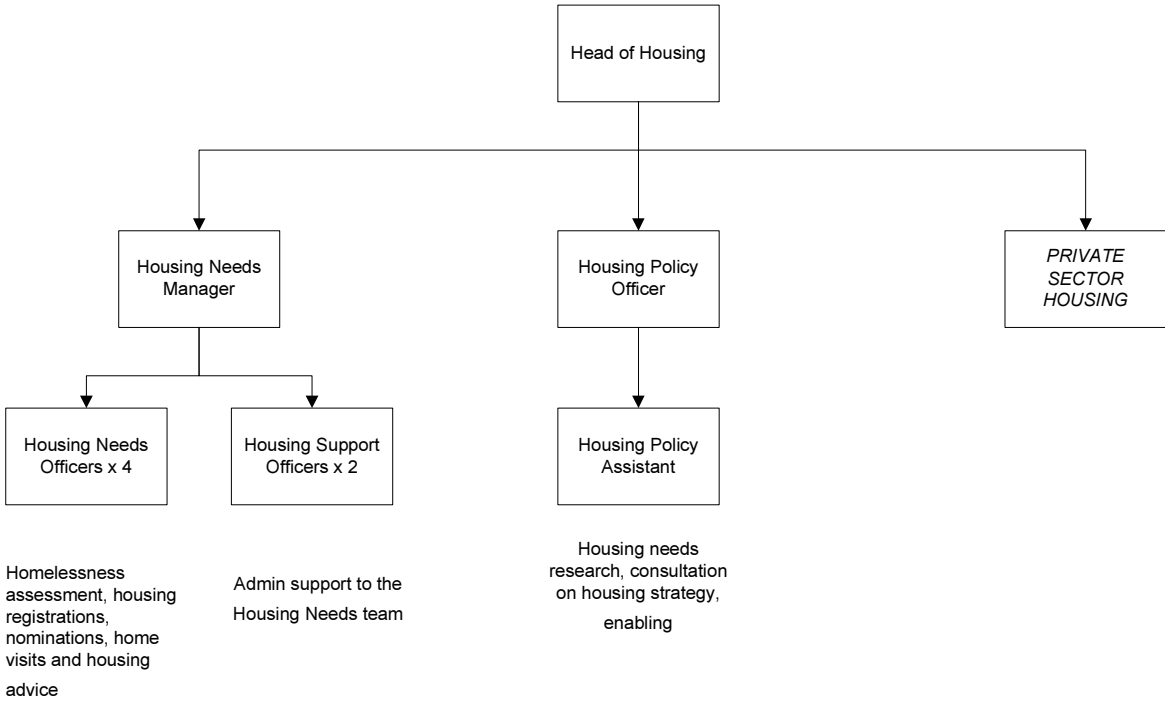 Head of Housing
Housing Needs
Manager
Housing Policy
Officer
PRIVATE
SECTOR
HOUSING
Housing Needs
Officers x 4
Housing Support
Officers x 2
Housing Policy
Assistant
Homelessness
assessment, housing
registrations,
nominations, home
visits and housing
advice
Admin support to the
Housing Needs team
Housing needs
research, consultation
on housing strategy,
enabling